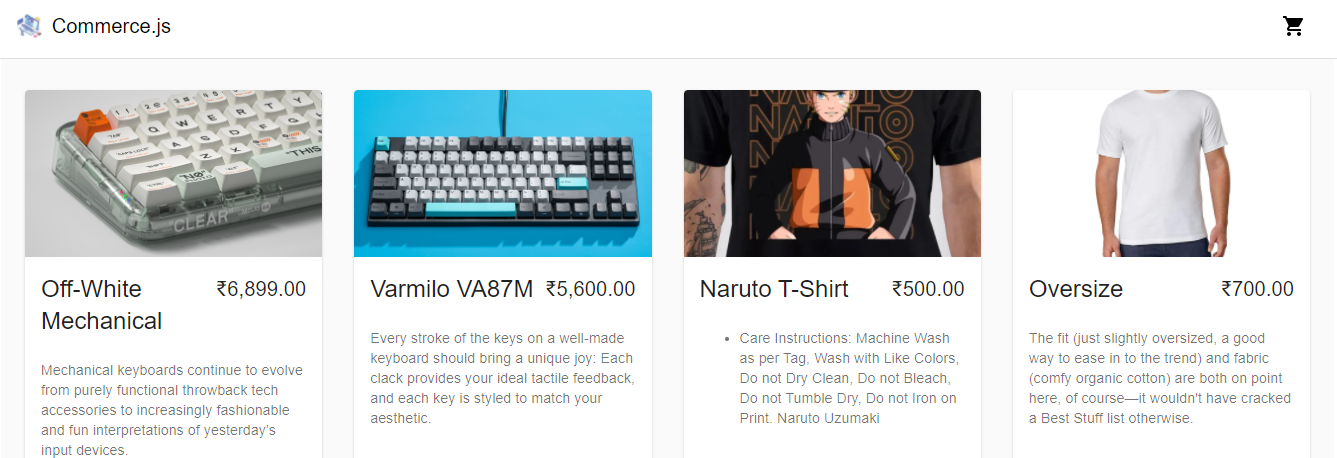 Commerce.js
Q W E R T Y
A S D F
Z X
"THIS
"NO"
CLEAR
NARUTO
NARUTO
Off-White ₹6,899.00
Mechanical
Mechanical keyboards continue to evolve
from purely functional throwback tech
accessories to increasingly fashionable
and fun interpretations of yesterday's
input devices.
Varmilo VA87M ₹5,600.00
Every stroke of the keys on a well-made
keyboard should bring a unique joy: Each
clack provides your ideal tactile feedback,
and each key is styled to match your
aesthetic.
Naruto T-Shirt ₹500.00
• Care Instructions: Machine Wash
as per Tag, Wash with Like Colors,
Do not Dry Clean, Do not Bleach,
Do not Tumble Dry, Do not Iron on
Print. Naruto Uzumaki
Oversize ₹700.00
The fit (just slightly oversized, a good
way to ease in to the trend) and fabric
(comfy organic cotton) are both on point
here, of course—it wouldn't have cracked
a Best Stuff list otherwise.